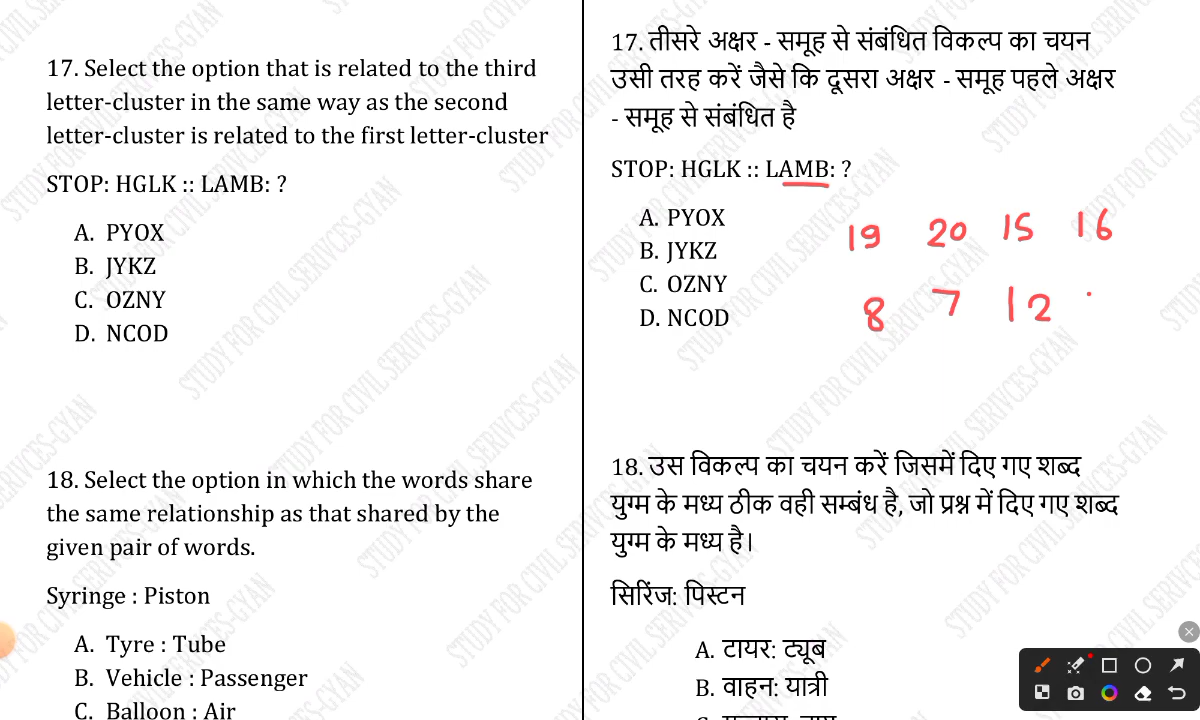 17. Select the option that is related to the third
letter-cluster in the same way as the second
letter-cluster is related to the first letter-cluster
STOP: HGLK :: LAMB: ?
A. PYOX
B. JYKZ
C. OZNY
D. NCOD
18. Select the option in which the words share
the same relationship as that shared by the
given pair of words.
Syringe : Piston
A. Tyre : Tube
B. Vehicle : Passenger
C. Balloon : Air
17. तीसरे अक्षर - समूह से संबंधित विकल्प का चयन
उसी तरह करें जैसे कि दूसरा अक्षर - समूह पहले अक्षर
- समूह से संबंधित है
STOP: HGLK :: LAMB: ?
A. PYOX
B. JYKZ
C. OZNY
D. NCOD
19 20 15 16
8 7 12
18. उस विकल्प का चयन करें जिसमें दिए गए शब्द
युग्म के मध्य ठीक वही सम्बंध है, जो प्रश्न में दिए गए शब्द
युग्म के मध्य है।
सिरिंज: पिस्टन
A. टायर: ट्यूब
B. वाहन: यात्री
STUDY FOR CIVIL SERIVCES-GYAN